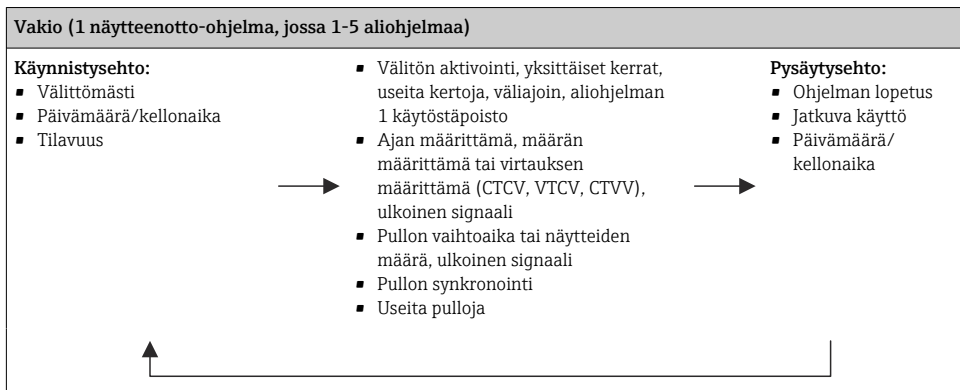 Vakio (1 näytteenotto-ohjelma, jossa 1-5 aliohjelmaa)
Käynnistysehto:
▪ Välittömästi
▪ Päivämäärä/kellonaika
▪ Tilavuus
▪ Välitön aktivointi, yksittäiset kerrat,
useita kertoja, väliajoin, aliohjelman
1 käytöstäpoisto
▪ Ajan määrittämä, määrän
määrittämä tai virtauksen
määrittämä (CTCV, VTCV, CTVV),
ulkoinen signaali
▪ Pullon vaihtoaika tai näytteiden
määrä, ulkoinen signaali
▪ Pullon synkronointi
▪ Useita pulloja
Pysäytysehto:
▪ Ohjelman lopetus
▪ Jatkuva käyttö
▪ Päivämäärä/
kellonaika